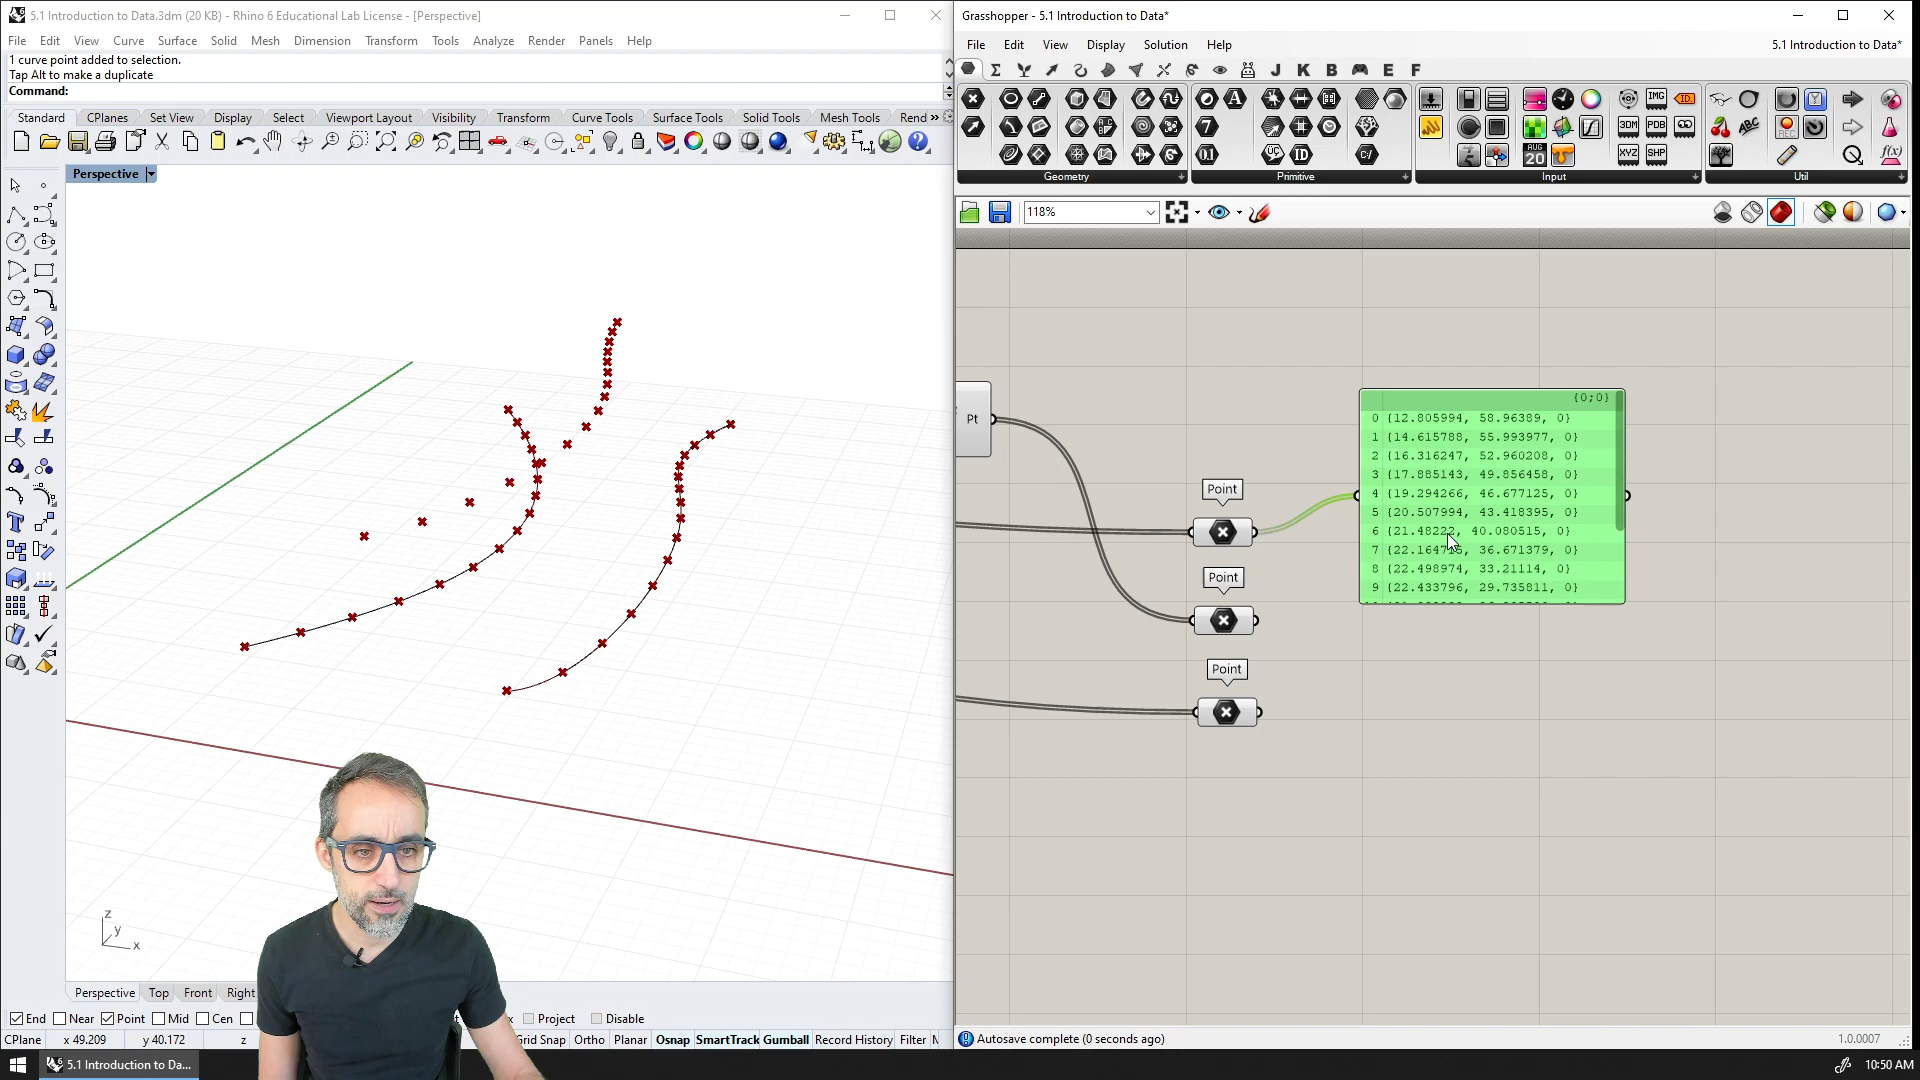 5.1 Introduction to Data.3dm (20 KB) - Rhino 6 Educational Lab License - [Perspective]
File Edit View Curve Surface Solid Mesh Dimension Transform Tools Analyze Render Panels Help
1 curve point added to selection.
Tap Alt to make a duplicate
Command:
Standard CPlanes Set View Display Select Viewport Layout Visibility Transform Curve Tools Surface Tools Solid Tools Mesh Tools Rend »
Perspective
z
y
x
Perspective Top Front Right
End Near Point Mid Cen Project Disable
CPlane x 49.209 y 40.172 z Grid Snap Ortho Planar Osnap SmartTrack Gumball Record History Filter
5.1 Introduction to Da...
Grasshopper - 5.1 Introduction to Data*
File Edit View Display Solution Help 5.1 Introduction to Data*
J K B E F
Geometry Primitive Input Util
118%
{0;0}
0 {12.805994, 58.96389, 0}
1 {14.615788, 55.993977, 0}
2 {16.316247, 52.960208, 0}
3 {17.885143, 49.856458, 0}
4 {19.294266, 46.677125, 0}
5 {20.507994, 43.418395, 0}
6 {21.48222, 40.080515, 0}
7 36.671379, 0}
8 {22.498974, 33.21114, 0}
9 {22.433796, 29.735811, 0}
Pt
Point
Point
Point
Autosave complete (0 seconds ago) 1.0.0007
10:50 AM